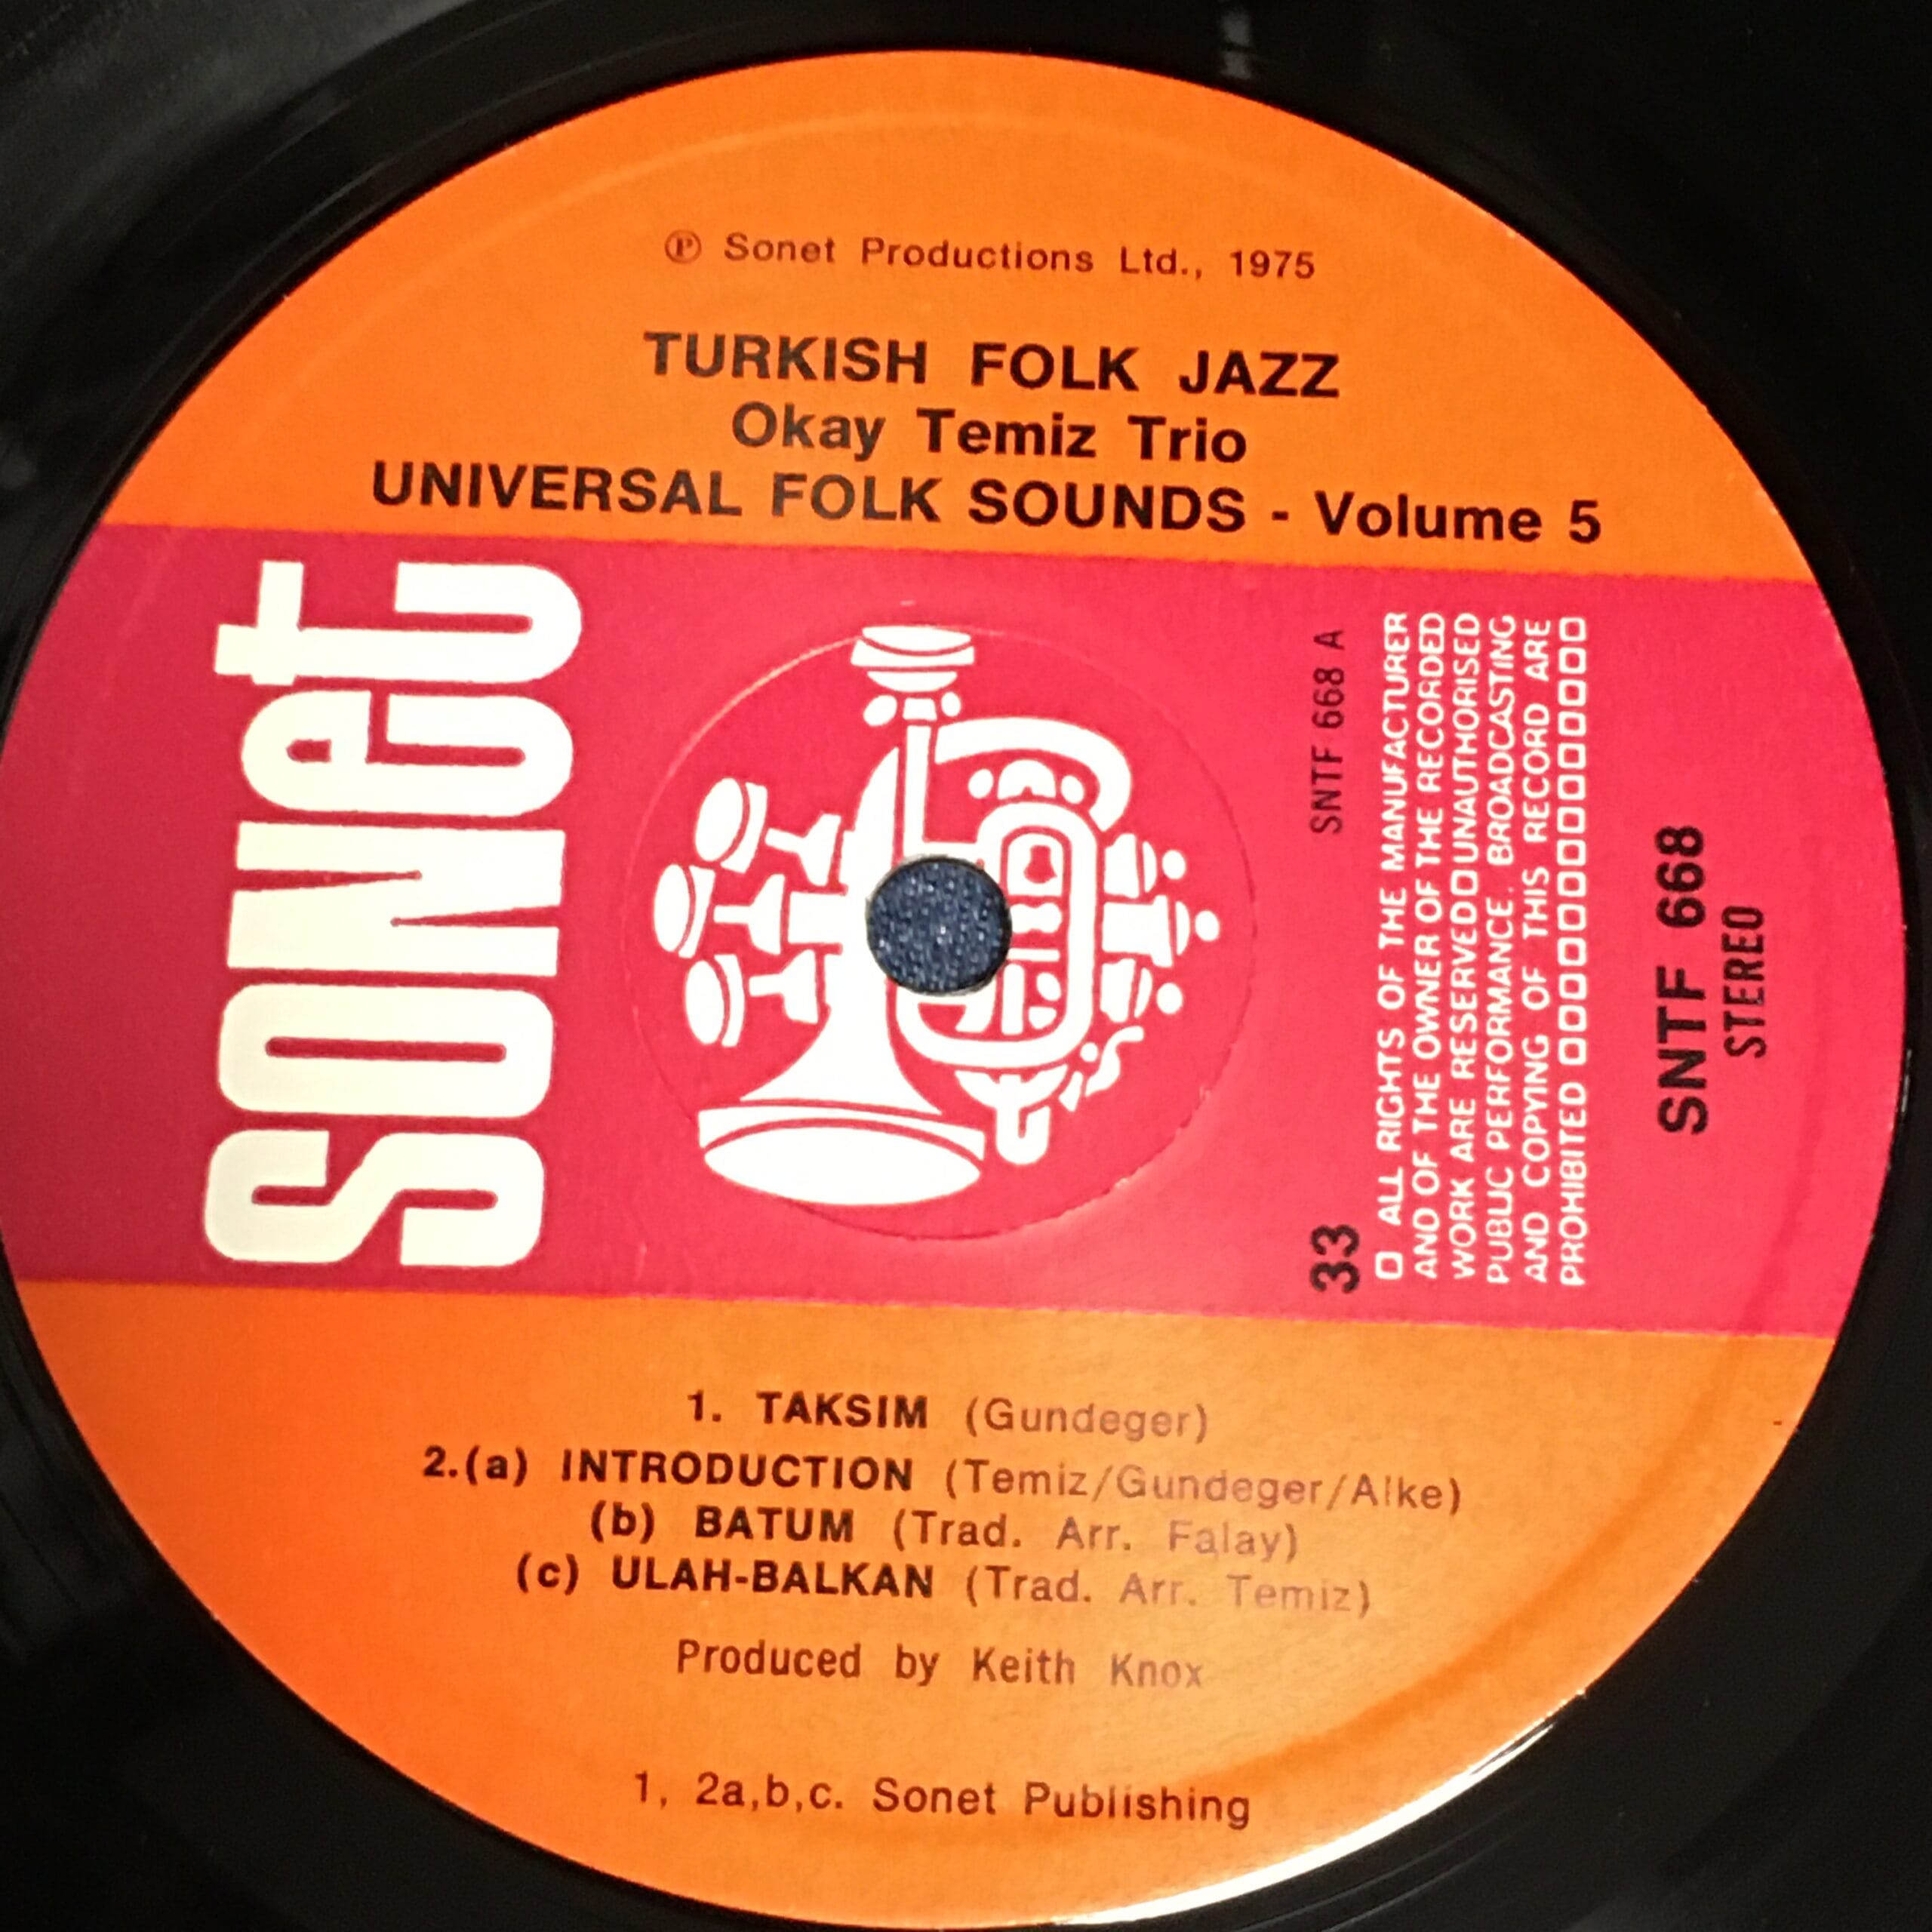 ℗ Sonet Productions Ltd., 1975
TURKISH FOLK JAZZ
Okay Temiz Trio
UNIVERSAL FOLK SOUNDS - Volume 5
sonet
SNTF 668 A
33
ALL RIGHTS OF THE MANUFACTURER
AND OF THE OWNER OF THE RECORDED
WORK ARE RESERVED UNAUTHORISED
PUBLIC PERFORMANCE. BROADCASTING
AND COPYING OF THIS RECORD ARE
PROHIBITED
SNTF 668
STEREO
1. TAKSIM (Gundeger)
2.(a) INTRODUCTION (Temiz/Gundeger/Alke)
(b) BATUM (Trad. Arr. Falay)
(c) ULAH-BALKAN (Trad. Arr. Temiz)
Produced by Keith Knox
1, 2a,b,c. Sonet Publishing